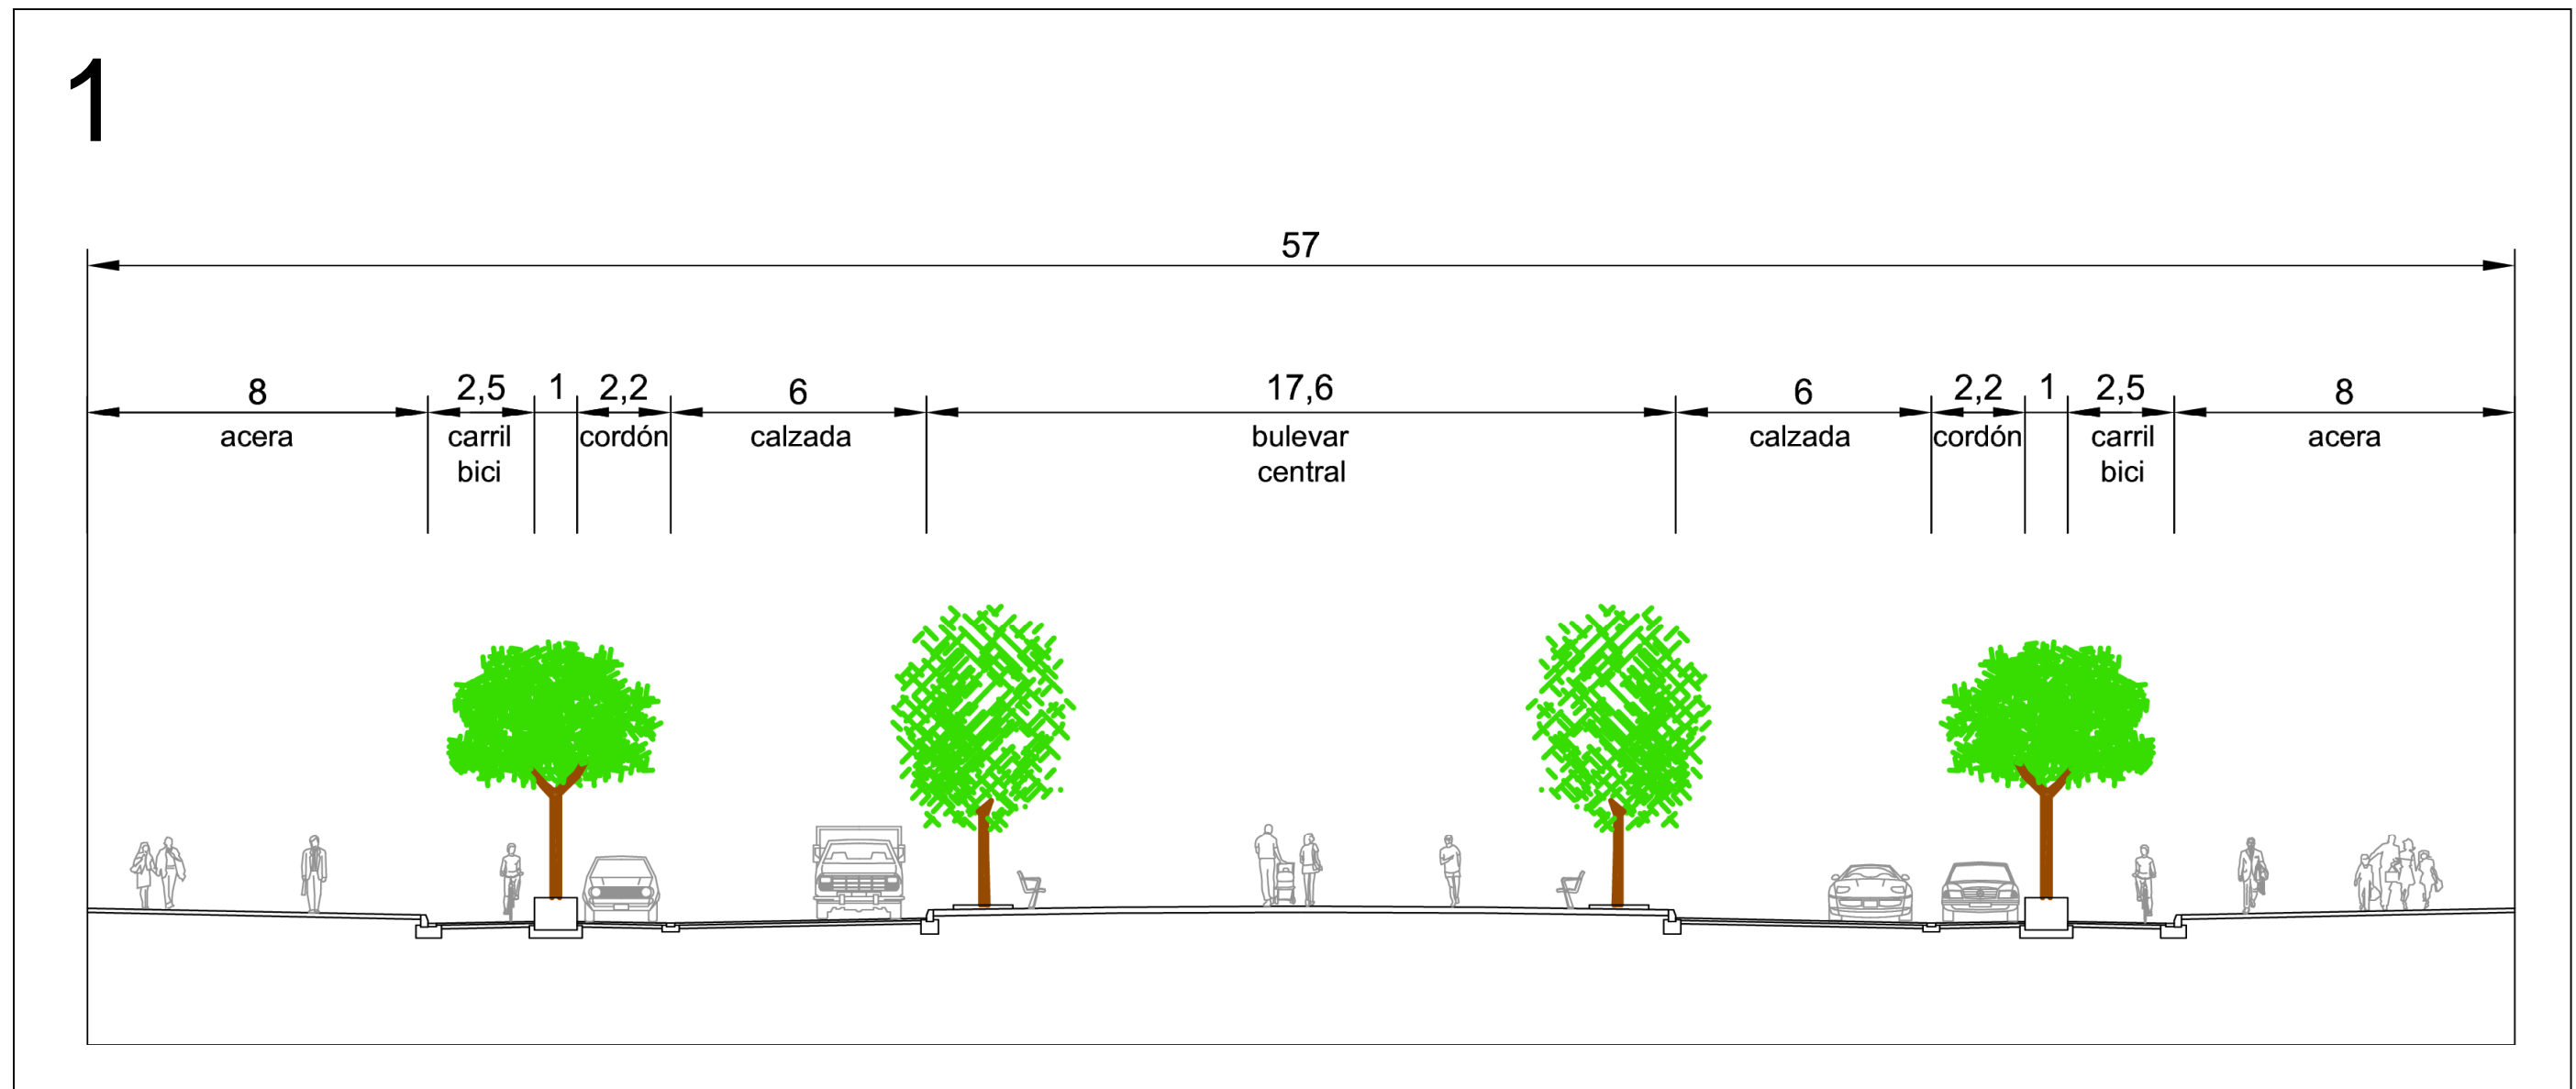 1
57
8 2,5 1 2,2 6 17,6 6 2,2 1 2,5 8
acera carril cordón calzada bulevar calzada cordón carril acera
bici central bici